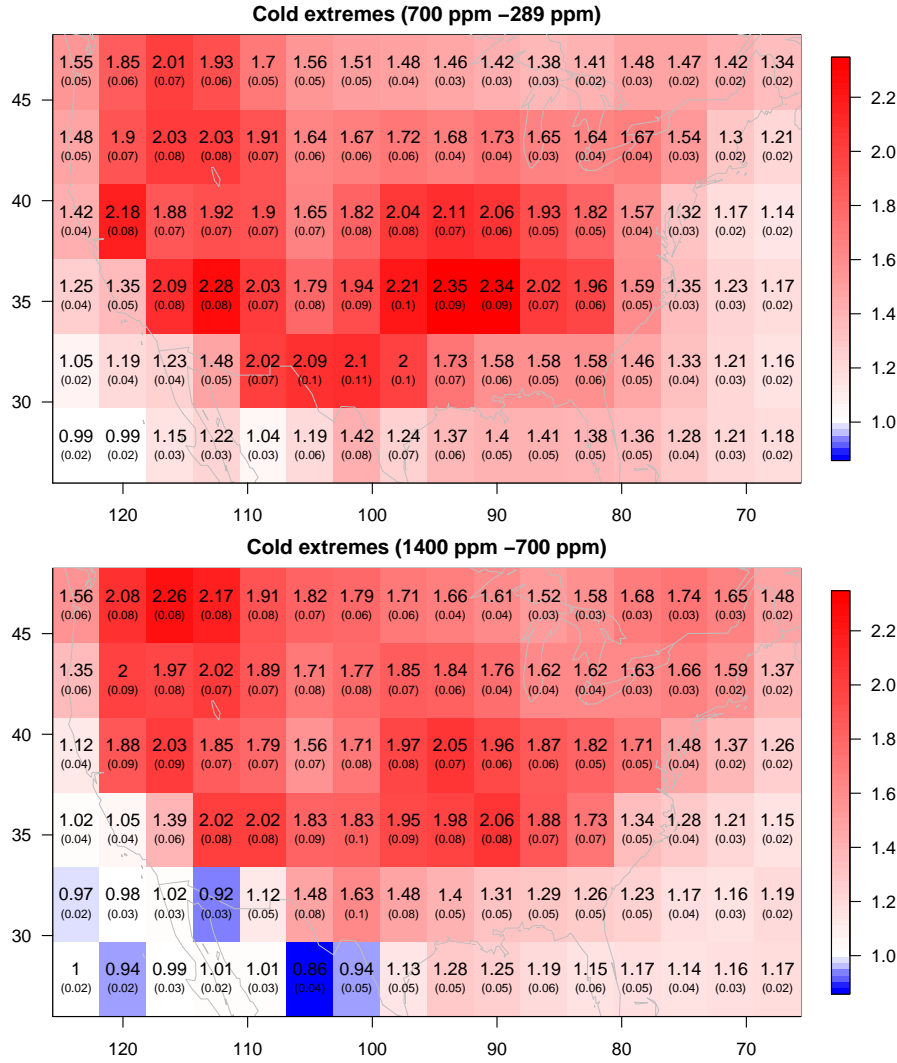 Cold extremes (700 ppm −289 ppm)
1.55 1.85 2.01 1.93 1.7 1.56 1.51 1.48 1.46 1.42 1.38 1.41 1.48 1.47 1.42 1.34
(0.05) (0.06) (0.07) (0.06) (0.05) (0.05) (0.05) (0.04) (0.03) (0.03) (0.03) (0.02) (0.03) (0.02) (0.02) (0.02)
1.48 1.9 2.03 2.03 1.91 1.64 1.67 1.72 1.68 1.73 1.65 1.64 1.67 1.54 1.3 1.21
(0.05) (0.07) (0.08) (0.08) (0.07) (0.06) (0.06) (0.06) (0.04) (0.04) (0.03) (0.04) (0.04) (0.03) (0.02) (0.02)
1.42 2.18 1.88 1.92 1.9 1.65 1.82 2.04 2.11 2.06 1.93 1.82 1.57 1.32 1.17 1.14
(0.04) (0.08) (0.07) (0.07) (0.07) (0.06) (0.08) (0.08) (0.07) (0.06) (0.05) (0.05) (0.04) (0.03) (0.02) (0.02)
1.25 1.35 2.09 2.28 2.03 1.79 1.94 2.21 2.35 2.34 2.02 1.96 1.59 1.35 1.23 1.17
(0.04) (0.05) (0.08) (0.08) (0.07) (0.08) (0.09) (0.1) (0.09) (0.09) (0.07) (0.06) (0.05) (0.03) (0.03) (0.02)
1.05 1.19 1.23 1.48 2.02 2.09 2.1 2 1.73 1.58 1.58 1.58 1.46 1.33 1.21 1.16
(0.02) (0.04) (0.04) (0.05) (0.07) (0.1) (0.11) (0.1) (0.07) (0.06) (0.05) (0.06) (0.05) (0.04) (0.03) (0.02)
0.99 0.99 1.15 1.22 1.04 1.19 1.42 1.24 1.37 1.4 1.41 1.38 1.36 1.28 1.21 1.18
(0.02) (0.02) (0.03) (0.03) (0.03) (0.06) (0.08) (0.07) (0.06) (0.05) (0.05) (0.05) (0.05) (0.04) (0.03) (0.02)
45
40
35
30
120 110 100 90 80 70
2.2
2.0
1.8
1.6
1.4
1.2
1.0
Cold extremes (1400 ppm −700 ppm)
1.56 2.08 2.26 2.17 1.91 1.82 1.79 1.71 1.66 1.61 1.52 1.58 1.68 1.74 1.65 1.48
(0.06) (0.08) (0.08) (0.08) (0.08) (0.07) (0.06) (0.06) (0.04) (0.04) (0.03) (0.03) (0.03) (0.03) (0.03) (0.02)
1.35 2 1.97 2.02 1.89 1.71 1.77 1.85 1.84 1.76 1.62 1.62 1.63 1.66 1.59 1.37
(0.06) (0.09) (0.08) (0.07) (0.07) (0.08) (0.08) (0.07) (0.06) (0.04) (0.04) (0.04) (0.03) (0.03) (0.02) (0.02)
1.12 1.88 2.03 1.85 1.79 1.56 1.71 1.97 2.05 1.96 1.87 1.82 1.71 1.48 1.37 1.26
(0.04) (0.09) (0.09) (0.07) (0.07) (0.07) (0.08) (0.08) (0.07) (0.06) (0.06) (0.05) (0.05) (0.04) (0.02) (0.02)
1.02 1.05 1.39 2.02 2.02 1.83 1.83 1.95 1.98 2.06 1.88 1.73 1.34 1.28 1.21 1.15
(0.04) (0.04) (0.06) (0.08) (0.08) (0.09) (0.1) (0.09) (0.08) (0.08) (0.07) (0.07) (0.05) (0.04) (0.03) (0.02)
0.97 0.98 1.02 0.92 1.12 1.48 1.63 1.48 1.4 1.31 1.29 1.26 1.23 1.17 1.16 1.19
(0.02) (0.03) (0.03) (0.03) (0.05) (0.08) (0.1) (0.08) (0.05) (0.05) (0.05) (0.05) (0.05) (0.04) (0.03) (0.02)
1 0.94 0.99 1.01 1.01 0.86 0.94 1.13 1.28 1.25 1.19 1.15 1.17 1.14 1.16 1.17
(0.02) (0.02) (0.03) (0.02) (0.03) (0.04) (0.05) (0.05) (0.05) (0.05) (0.06) (0.06) (0.05) (0.04) (0.03) (0.02)
45
40
35
30
120 110 100 90 80 70
2.2
2.0
1.8
1.6
1.4
1.2
1.0